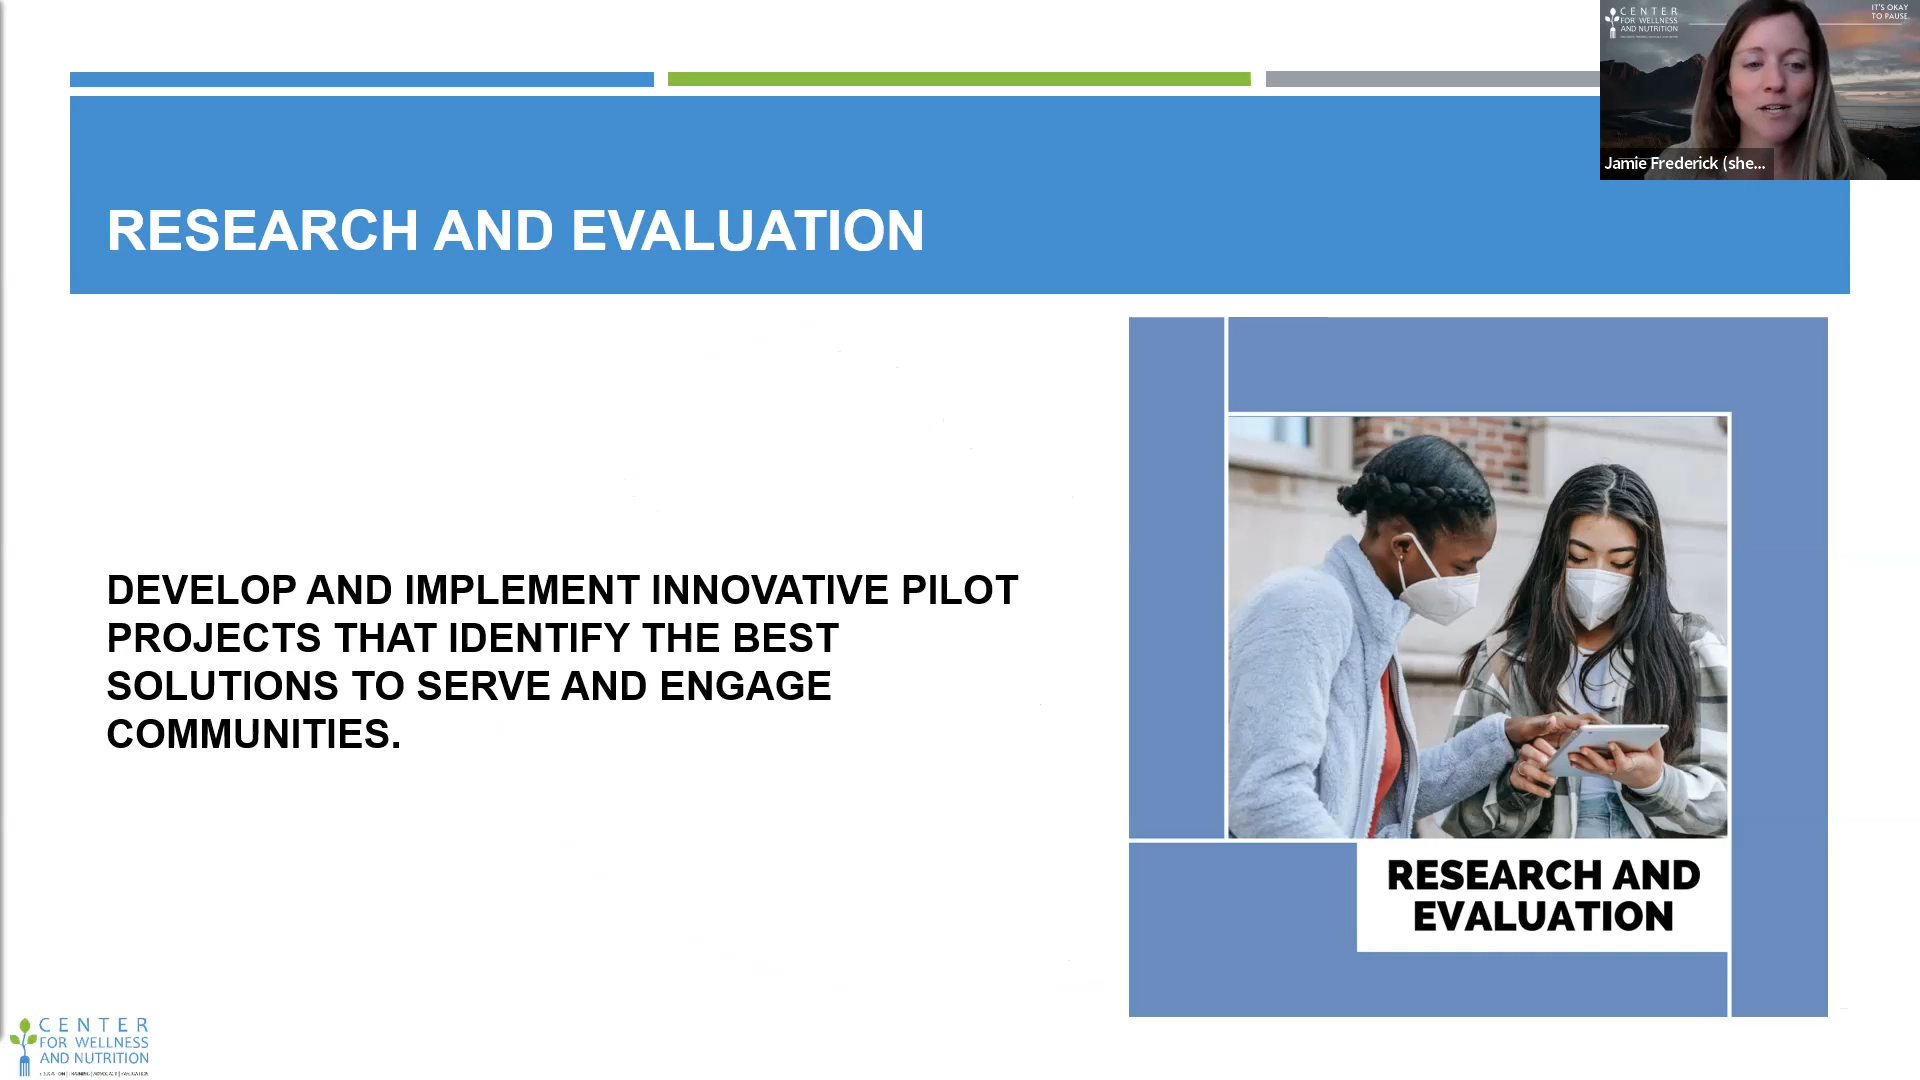 CENTER
FOR WELLNESS
AND NUTRITION
IT'S OKAY
TO PAUSE.
Jamie Frederick (she...
RESEARCH AND EVALUATION
DEVELOP AND IMPLEMENT INNOVATIVE PILOT
PROJECTS THAT IDENTIFY THE BEST
SOLUTIONS TO SERVE AND ENGAGE
COMMUNITIES.
RESEARCH AND
EVALUATION
CENTER
FOR WELLNESS
AND NUTRITION